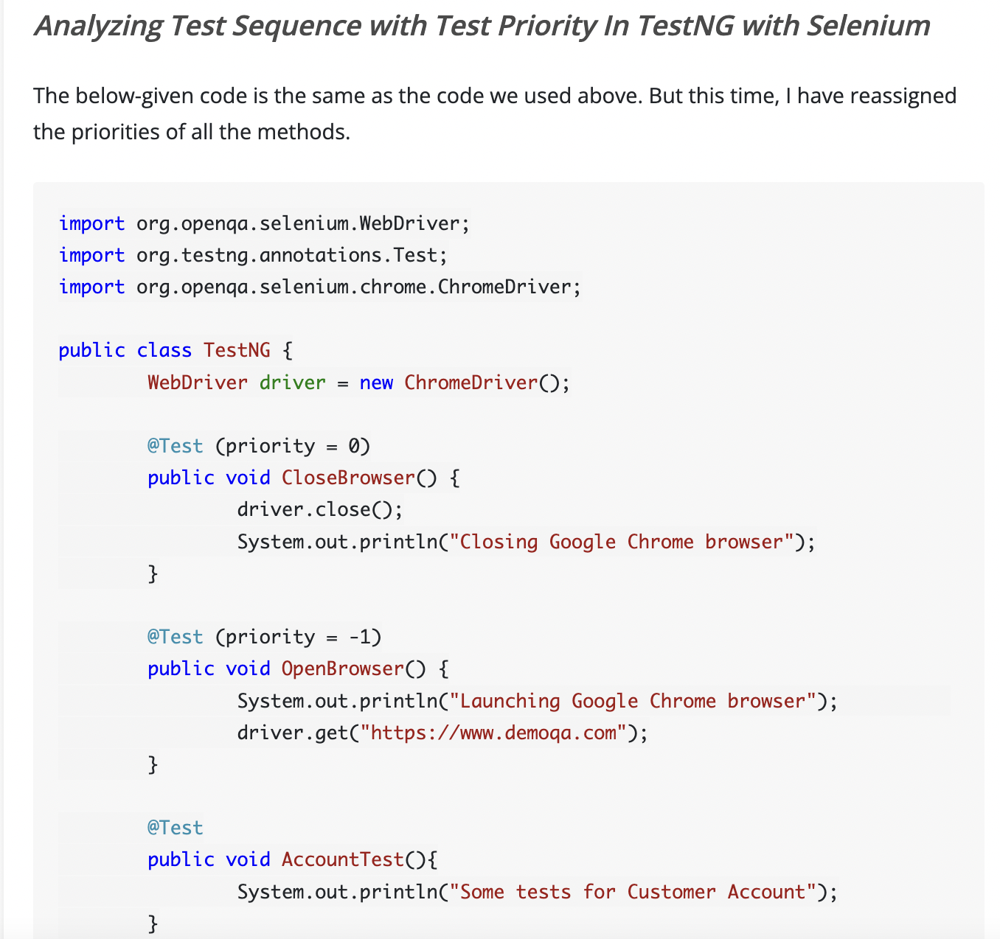 Analyzing Test Sequence with Test Priority In TestNG with Selenium
The below-given code is the same as the code we used above. But this time, I have reassigned
the priorities of all the methods.
import org.openqa.selenium.WebDriver;
import org.testng.annotations.Test;
import org.openqa.selenium.chrome.ChromeDriver;
public class TestNG {
WebDriver driver = new ChromeDriver();
@Test (priority = 0)
public void CloseBrowser() {
driver.close();
System.out.println("Closing Google Chrome browser");
}
@Test (priority = -1)
public void OpenBrowser() {
System.out.println("Launching Google Chrome browser");
driver.get("https://www.demoqa.com");
}
@Test
public void AccountTest(){
System.out.println("Some tests for Customer Account");
}